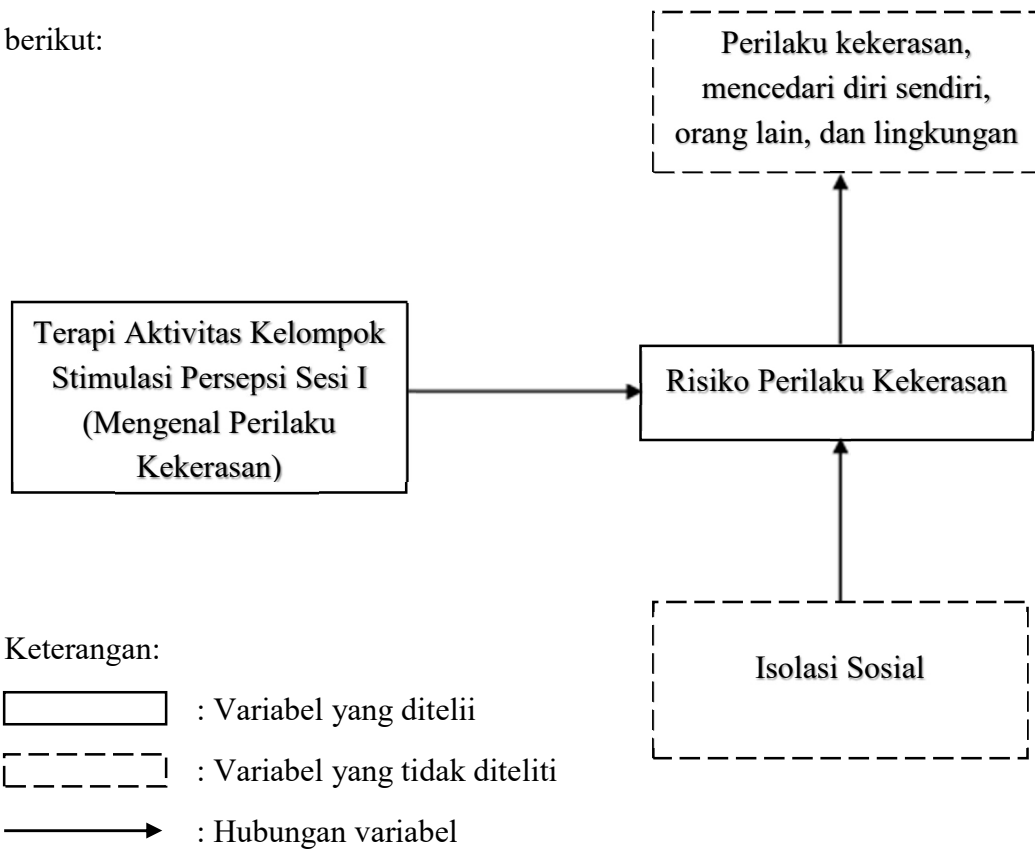 berikut:
Perilaku kekerasan,
mencedari diri sendiri,
orang lain, dan lingkungan
Terapi Aktivitas Kelompok
Stimulasi Persepsi Sesi I
(Mengenal Perilaku
Kekerasan)
Risiko Perilaku Kekerasan
Isolasi Sosial
Keterangan:
: Variabel yang ditelii
: Variabel yang tidak diteliti
: Hubungan variabel